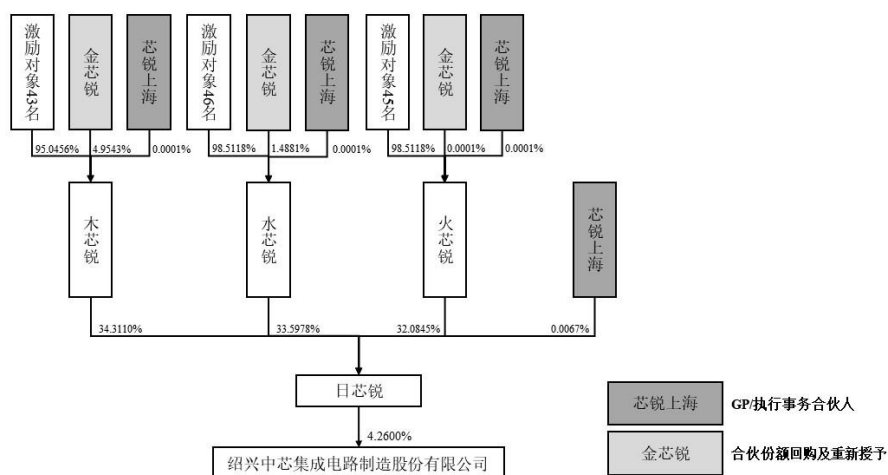 激励对象43名
金芯锐
芯锐上海
激励对象46名
金芯锐
芯锐上海
激励对象45名
金芯锐
芯锐上海
95.0456%
4.9543%
0.0001%
98.5118%
1.4881%
0.0001%
98.5118%
0.0001%
0.0001%
木芯锐
水芯锐
火芯锐
芯锐上海
34.3110%
33.5978%
32.0845%
0.0067%
日芯锐
4.2600%
绍兴中芯集成电路制造股份有限公司
芯锐上海
GP/执行事务合伙人
金芯锐
合伙份额回购及重新授予